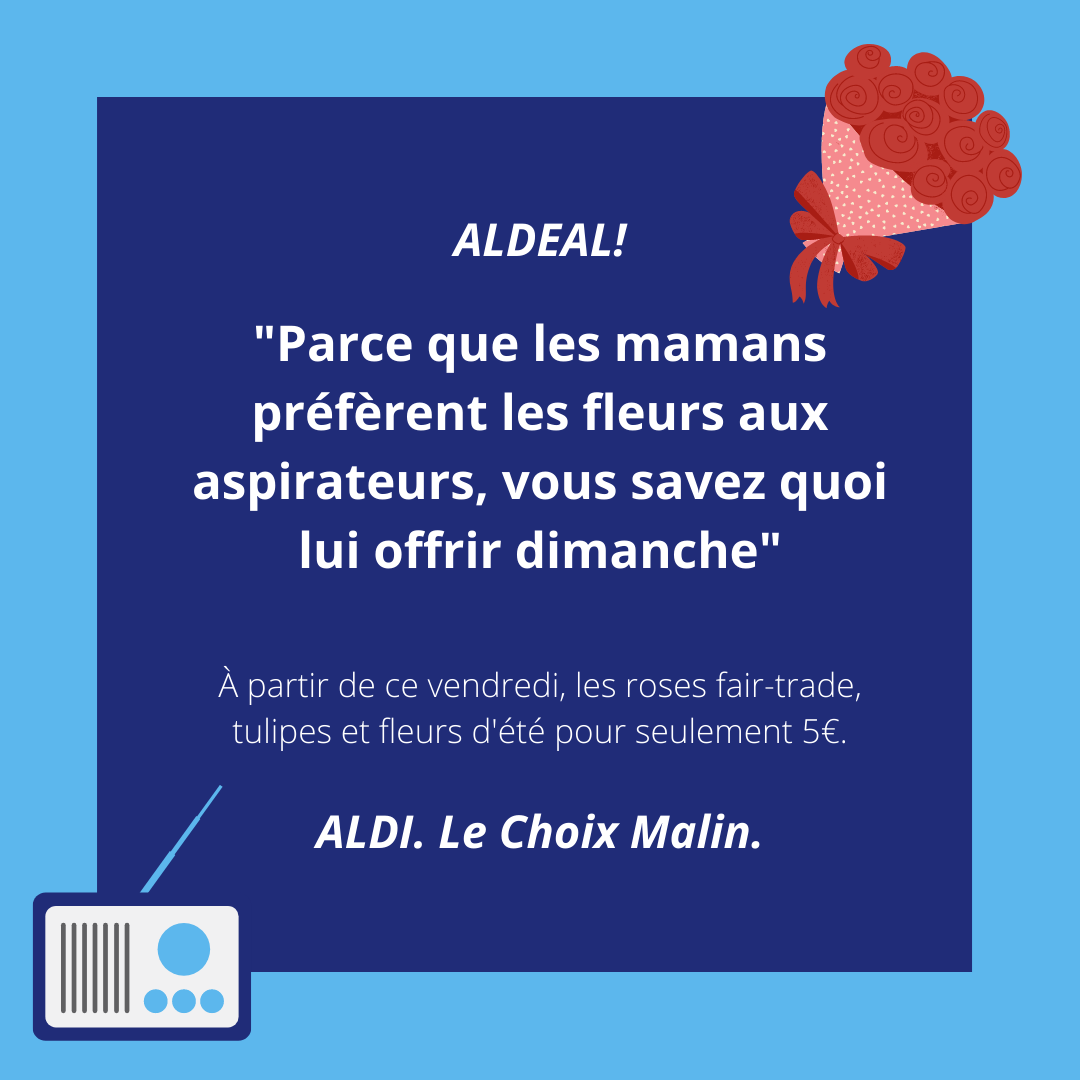 ALDEAL!
"Parce que les mamans
préfèrent les fleurs aux
aspirateurs, vous savez quoi
lui offrir dimanche"
À partir de ce vendredi, les roses fair-trade,
tulipes et fleurs d'été pour seulement 5€.
ALDI. Le Choix Malin.